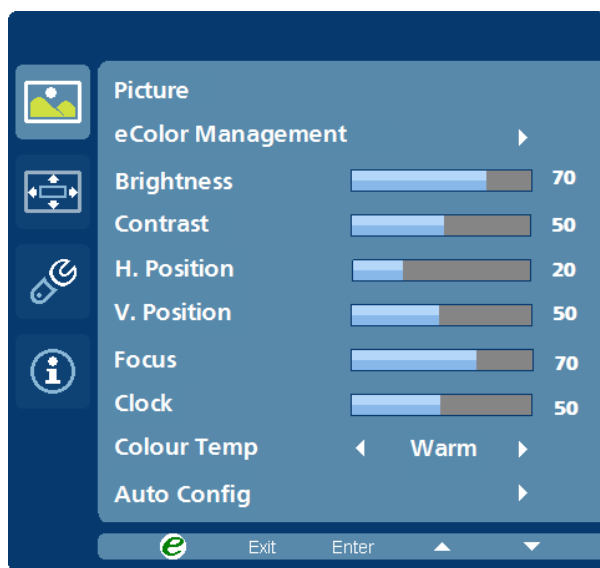 Picture
eColor Management
Brightness 70
Contrast 50
H. Position 20
V. Position 50
Focus 70
Clock 50
Colour Temp Warm
Auto Config
e Exit Enter